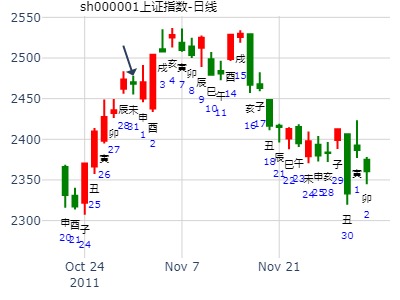 sh000001上证指数-日线
2550
2500
2450
2400
2350
2300
申
20
酉
21
子
24
丑
25
寅
26
卯
27
辰
28
未
31
申
1
酉
2
戌
3
亥
4
寅
7
卯
8
辰
9
巳
10
午
11
酉
14
戌
15
亥
16
子
17
丑
18
辰
21
巳
22
午
23
未
24
申
25
亥
28
子
29
丑
30
寅
1
卯
2
Oct 24
2011
Nov 7
Nov 21